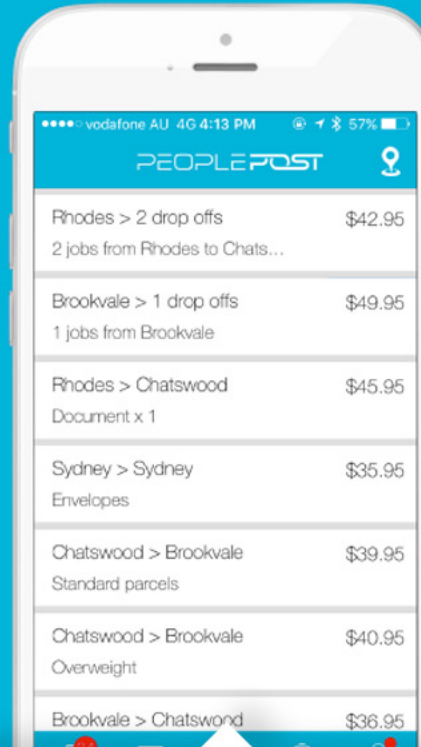 vodafone AU 4G 4:13 PM 57%
PEOPLEPOST
Rhodes > 2 drop offs $42.95
2 jobs from Rhodes to Chats...
Brookvale > 1 drop offs $49.95
1 jobs from Brookvale
Rhodes > Chatswood $45.95
Document x 1
Sydney > Sydney $35.95
Envelopes
Chatswood > Brookvale $39.95
Standard parcels
Chatswood > Brookvale $40.95
Overweight
Brookvale > Chatswood $36.95